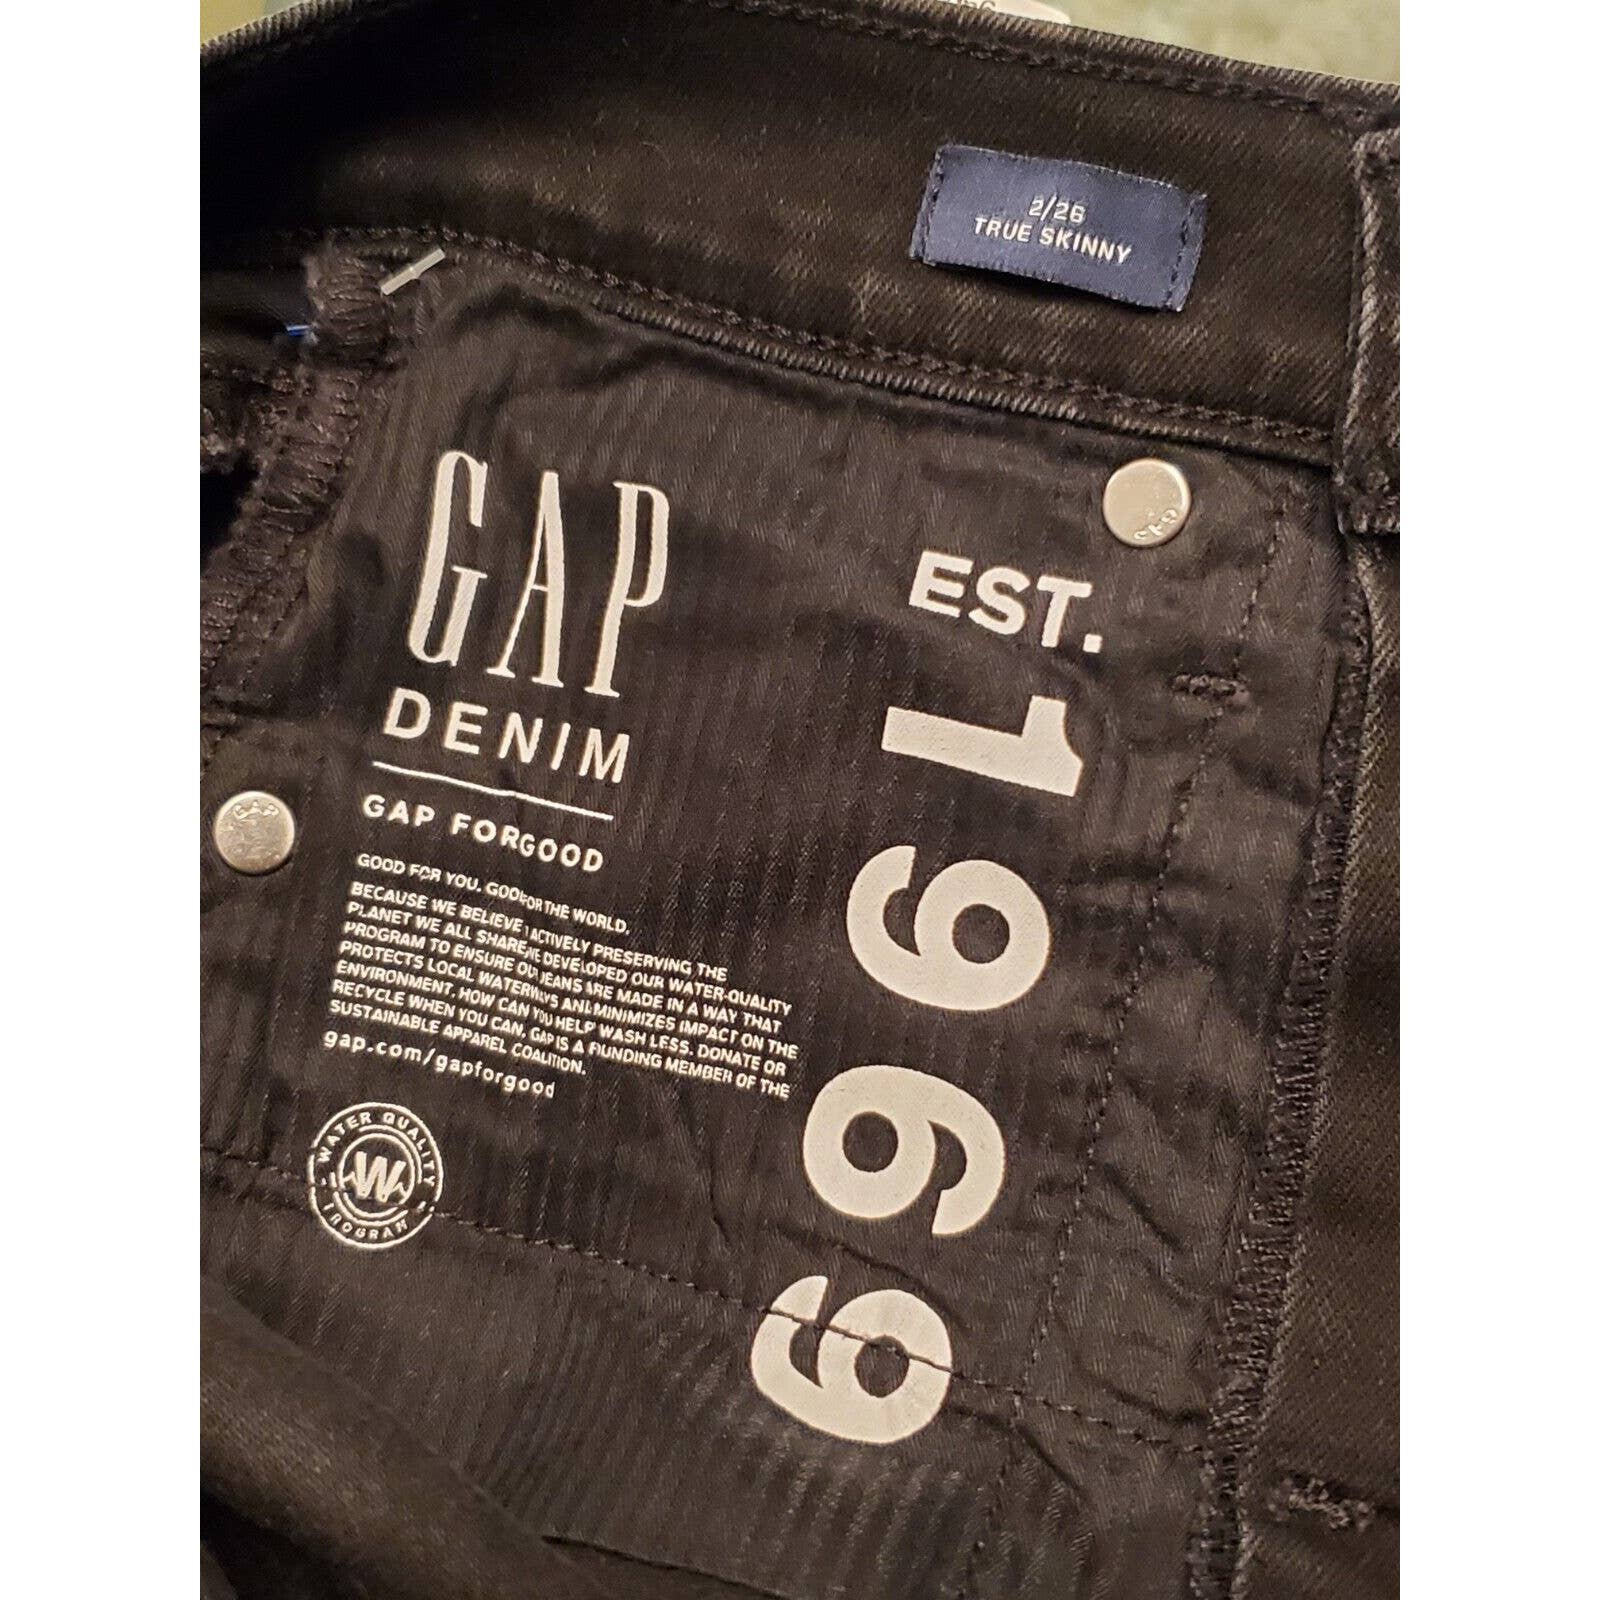 2/26
TRUE SKINNY
GAP
DENIM
GAP FORGOOD
GOOD FOR YOU. GOOD FOR THE WORLD.
BECAUSE WE BELIEVE ACTIVELY PRESERVING THE
PLANET WE ALL SHARE, WE DEVELOPED OUR WATER-QUALITY
PROGRAM TO ENSURE OUR JEANS ARE MADE IN A WAY THAT
PROTECTS LOCAL WATERWAYS AND MINIMIZES IMPACT ON THE
ENVIRONMENT. HOW CAN YOU HELP WASH LESS. DONATE OR
RECYCLE WHEN YOU CAN. GAP IS A FOUNDING MEMBER OF THE
SUSTAINABLE APPAREL COALITION.
gap.com/gapforgood
WATER QUALITY
W
PROGRAM
EST.
1969
GAP
GAP